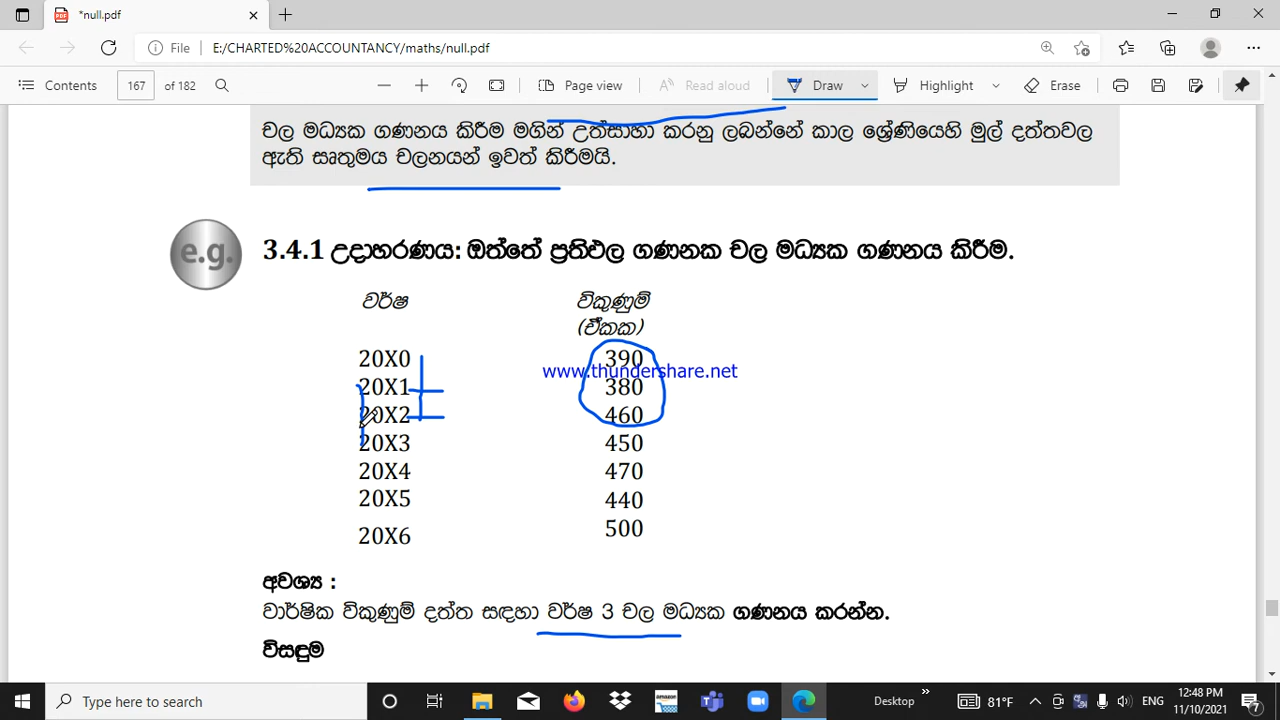 *null.pdf
File E:/CHARTED%20ACCOUNTANCY/maths/null.pdf
Contents 167 of 182 Page view Read aloud Draw Highlight Erase
චල මධ්‍යක ගණනය කිරීම මගින් උත්සාහා කරනු ලබන්නේ කාල ශ්‍රේණියෙහි මුල් දත්තවල
ඇති සෘතුමය චලනයන් ඉවත් කිරීමයි.
e.g. 3.4.1 උදාහරණය: ඔත්තේ ප්‍රතිඵල ගණනක චල මධ්‍යක ගණනය කිරීම.
වර්ෂ විකුණුම්
(ඒකක)
20X0 390
www.thundershare.net
20X1 380
20X2 460
20X3 450
20X4 470
20X5 440
20X6 500
අවශ්‍ය :
වාර්ෂික විකුණුම් දත්ත සඳහා වර්ෂ 3 චල මධ්‍යක ගණනය කරන්න.
විසඳුම
Type here to search Desktop 81°F ENG 12:48 PM
11/10/2021